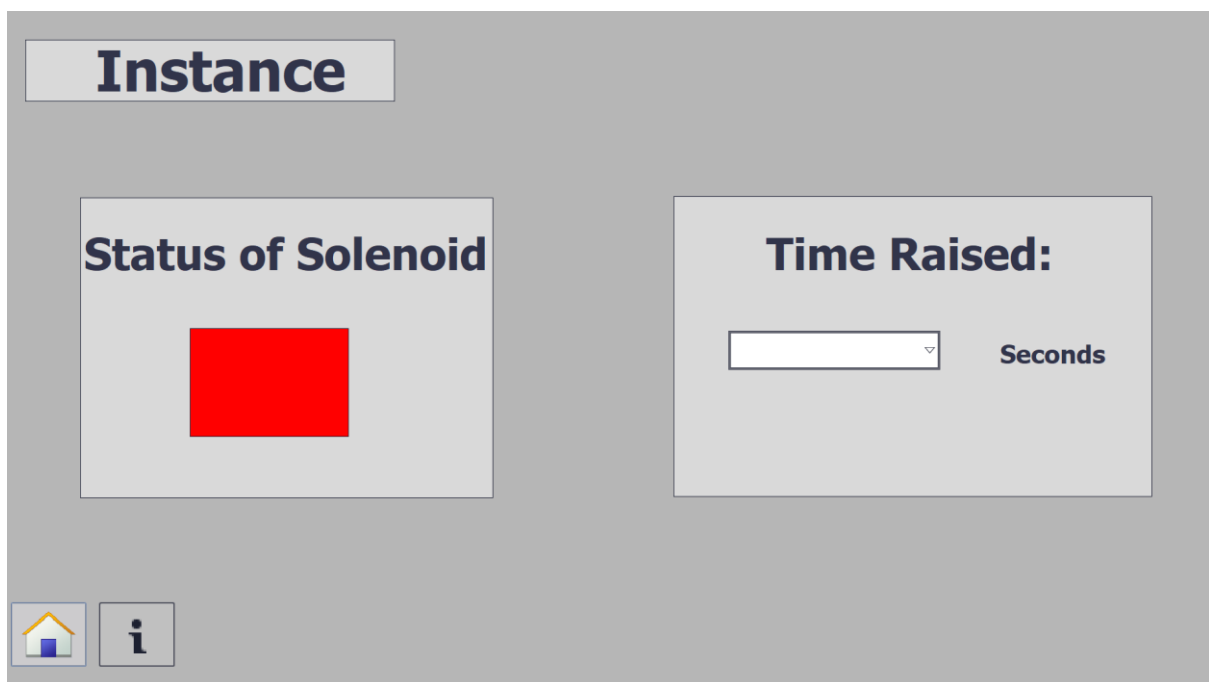 Instance
Status of Solenoid
Time Raised:
Seconds
i